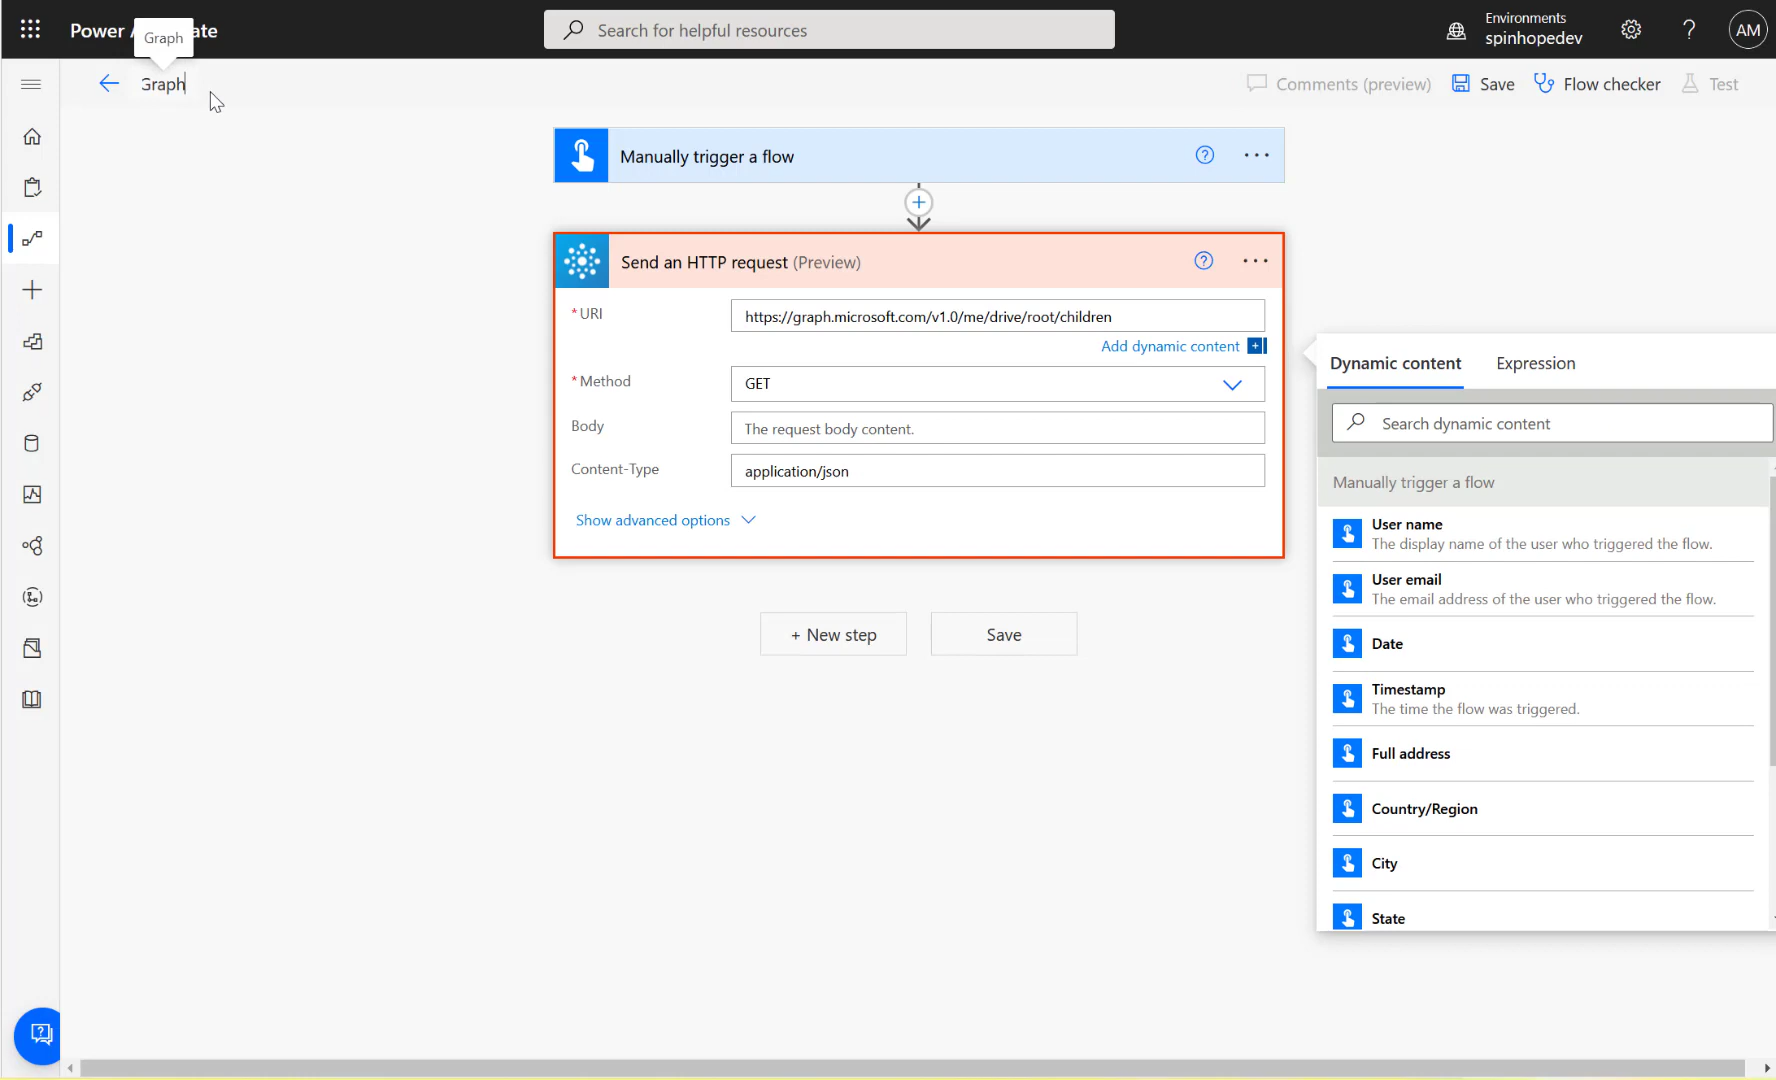 Power A ate
Graph
Search for helpful resources
Environments
spinhopedev
?
AM
Graph
Comments (preview)
Save
Flow checker
Test
Manually trigger a flow
?
Send an HTTP request (Preview)
?
* URI
https://graph.microsoft.com/v1.0/me/drive/root/children
Add dynamic content
* Method
GET
Body
The request body content.
Content-Type
application/json
Show advanced options
+ New step
Save
Dynamic content
Expression
Search dynamic content
Manually trigger a flow
User name
The display name of the user who triggered the flow.
User email
The email address of the user who triggered the flow.
Date
Timestamp
The time the flow was triggered.
Full address
Country/Region
City
State